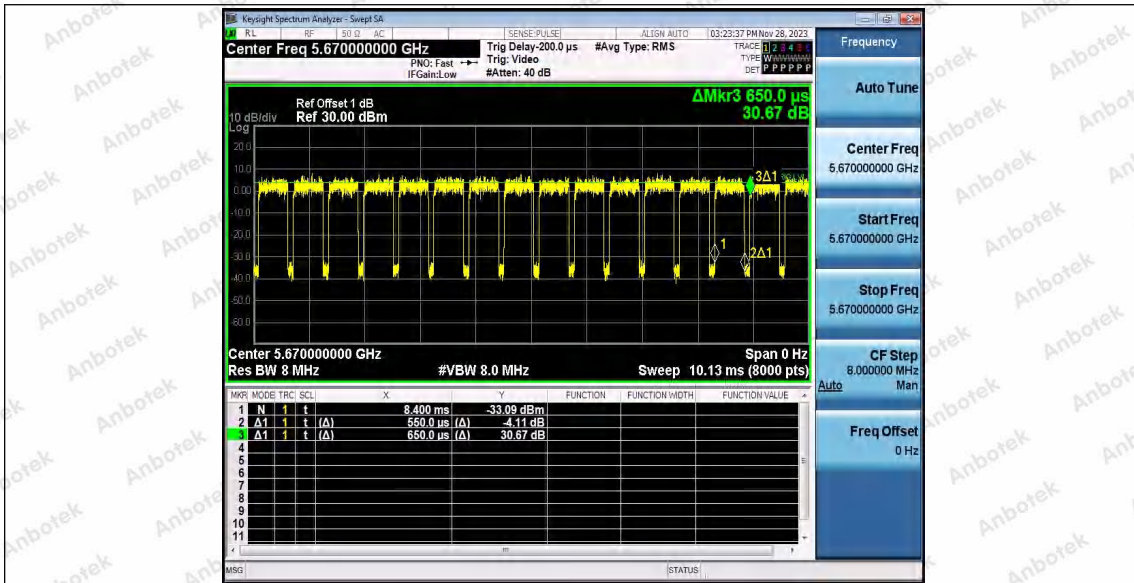 Keysight Spectrum Analyzer - Swept SA
RL RF 50 Ω AC SENSE:PULSE ALIGN AUTO 03:23:37 PM Nov 28, 2023
Center Freq 5.670000000 GHz
PNO: Fast
IFGain:Low
Trig Delay-200.0 µs
Trig: Video
#Atten: 40 dB
#Avg Type: RMS
TRACE 1 2 3 4 5 6
TYPE WWWWWW
DET P P P P P P
Frequency
Auto Tune
Center Freq
5.670000000 GHz
Start Freq
5.670000000 GHz
Stop Freq
5.670000000 GHz
CF Step
8.000000 MHz
Auto Man
Freq Offset
0 Hz
ΔMkr3 650.0 µs
30.67 dB
Ref Offset 1 dB
10 dB/div Ref 30.00 dBm
Log
20.0
10.0
0.00
-10.0
-20.0
-30.0
-40.0
-50.0
-60.0
3Δ1
1
2Δ1
Center 5.670000000 GHz Span 0 Hz
Res BW 8 MHz #VBW 8.0 MHz Sweep 10.13 ms (8000 pts)
MKR MODE TRC SCL X Y FUNCTION FUNCTION WIDTH FUNCTION VALUE
1 N 1 t 8.400 ms -33.09 dBm
2 Δ1 1 t (Δ) 550.0 µs (Δ) -4.11 dB
3 Δ1 1 t (Δ) 650.0 µs (Δ) 30.67 dB
4
5
6
7
8
9
10
11
MSG STATUS
Anbotek